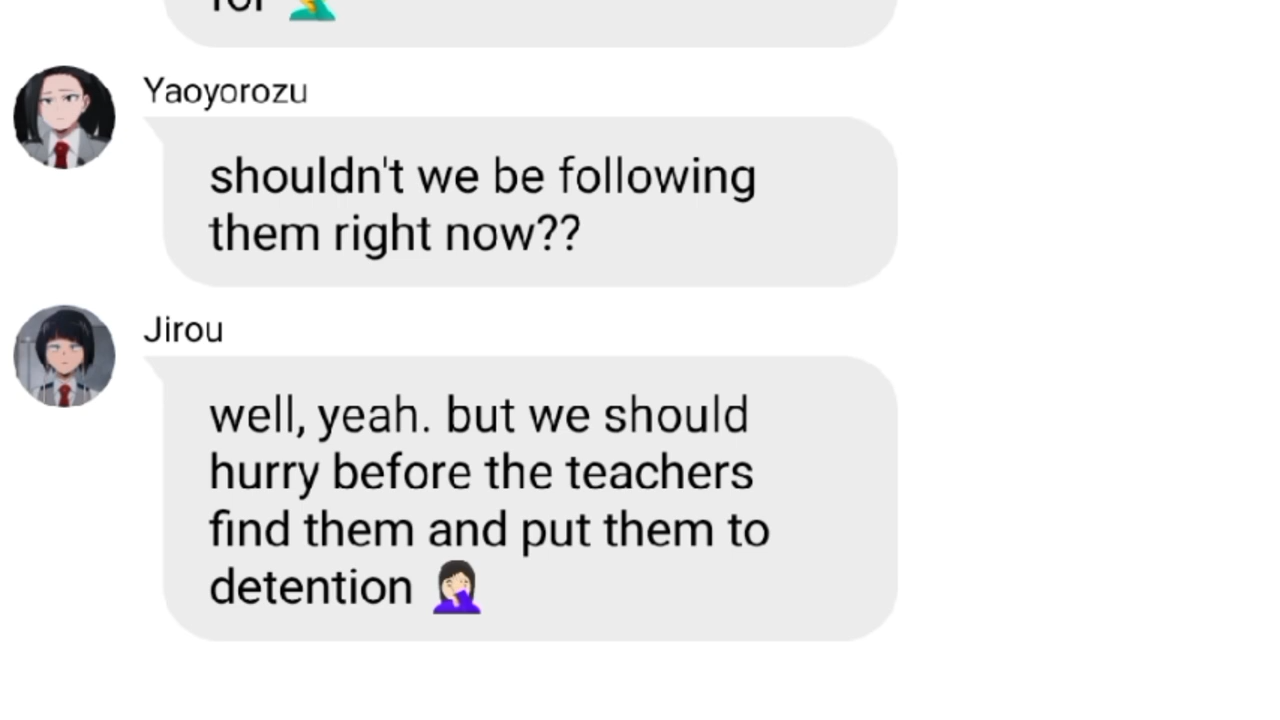 for 🤦‍♂️
Yaoyorozu
shouldn't we be following
them right now??
Jirou
well, yeah. but we should
hurry before the teachers
find them and put them to
detention 🤦🏻‍♀️